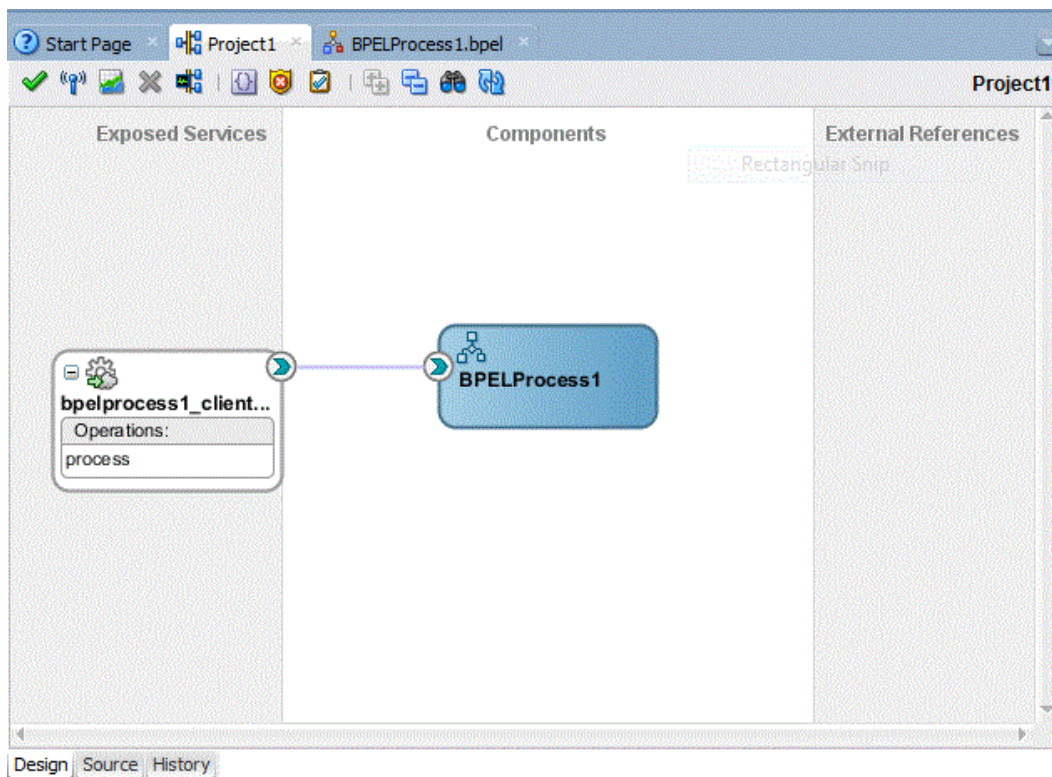 Start Page Project1 BPELProcess1.bpel
Project1
Exposed Services Components External References
Rectangular Snip
BPELProcess1
bpelprocess1_client...
Operations:
process
Design Source History